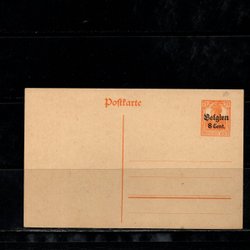 Postkarte
Belgien
8 Cent.